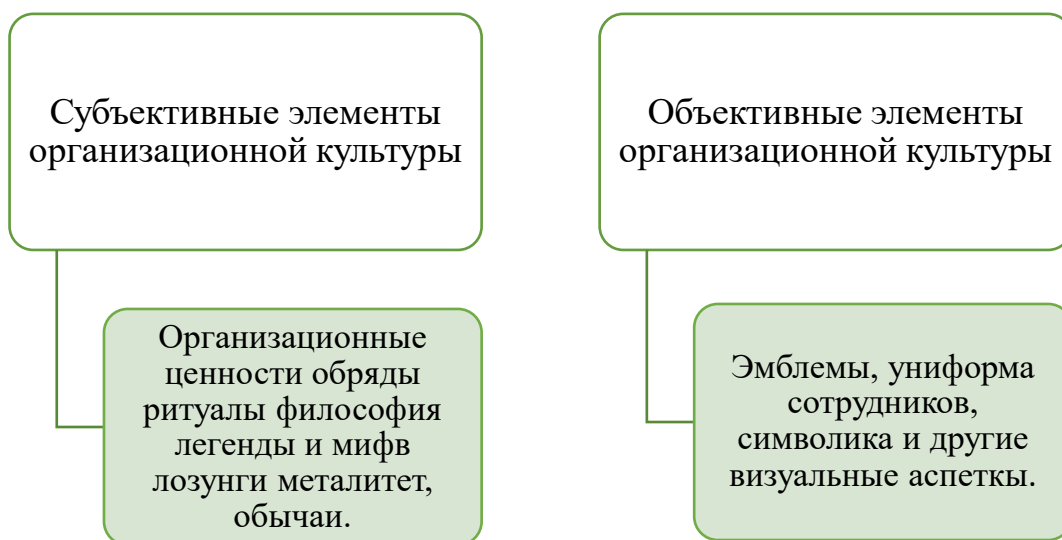 Субъективные элементы
организационной культуры
Организационные
ценности обряды
ритуалы философия
легенды и мифв
лозунги металитет,
обычаи.
Объективные элементы
организационной культуры
Эмблемы, униформа
сотрудников,
символика и другие
визуальные аспеткы.